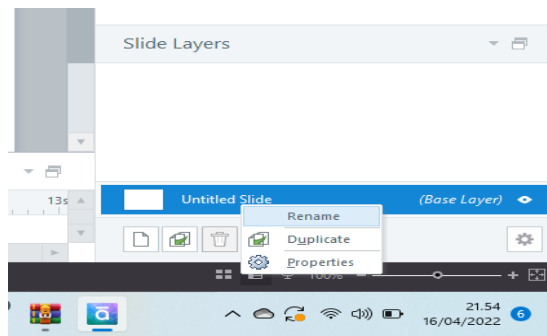 Slide Layers
13s
Untitled Slide (Base Layer)
Rename
Duplicate
Properties
100%
21.54
16/04/2022
6